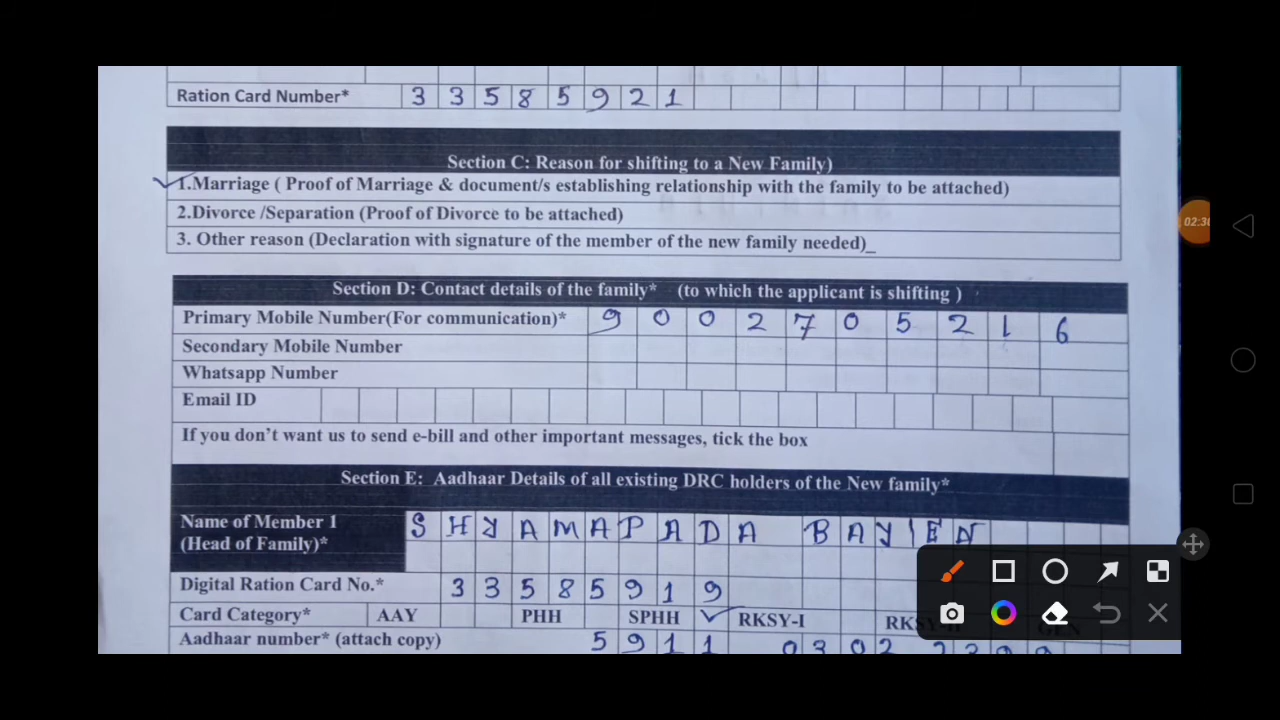 Ration Card Number* 3 3 5 8 5 9 2 1
Section C: Reason for shifting to a New Family)
1.Marriage ( Proof of Marriage & document/s establishing relationship with the family to be attached)
2.Divorce /Separation (Proof of Divorce to be attached)
3. Other reason (Declaration with signature of the member of the new family needed)_
02:30
Section D: Contact details of the family* (to which the applicant is shifting )
Primary Mobile Number(For communication)* 9 0 0 2 7 0 5 2 1 6
Secondary Mobile Number
Whatsapp Number
Email ID
If you don't want us to send e-bill and other important messages, tick the box
Section E: Aadhaar Details of all existing DRC holders of the New family*
Name of Member 1 S H Y A M A P A D A B A Y E N
(Head of Family)*
Digital Ration Card No.* 3 3 5 8 5 9 1 9
Card Category* AAY PHH SPHH RKSY-I
Aadhaar number* (attach copy) 5 9 1 1